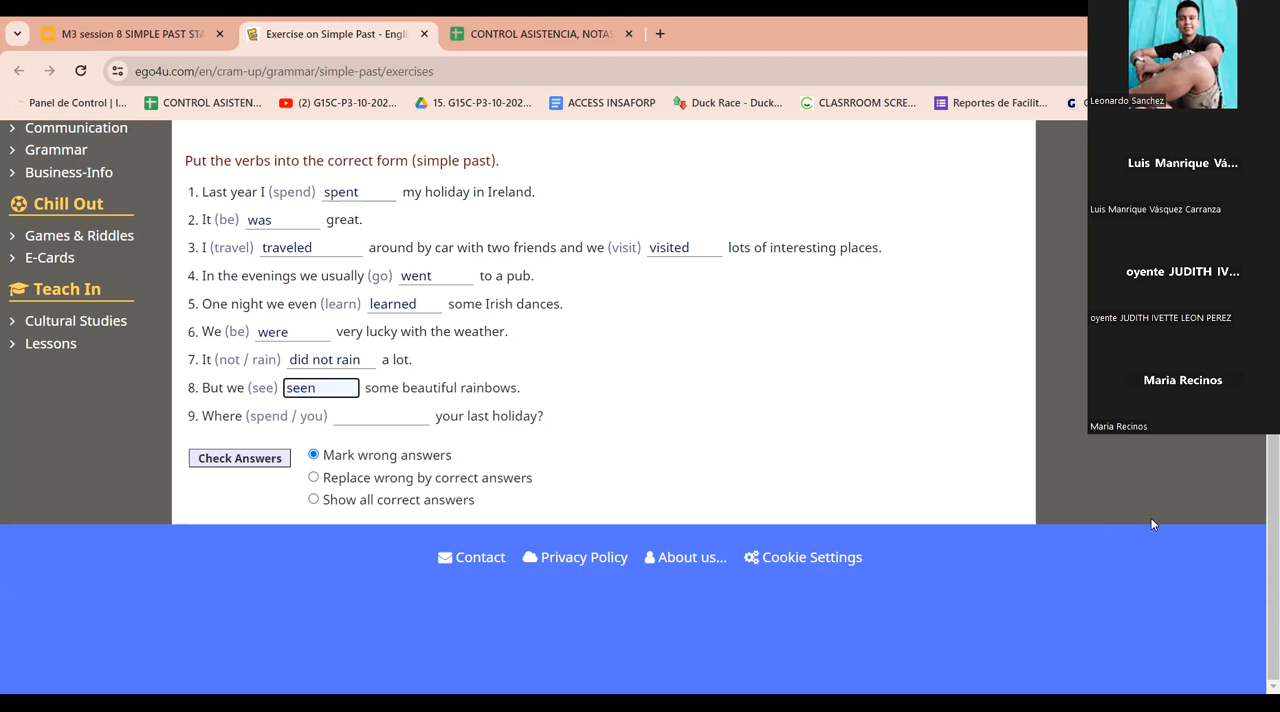 M3 session 8 SIMPLE PAST STA
Exercise on Simple Past - Engli
CONTROL ASISTENCIA, NOTAS
ego4u.com/en/cram-up/grammar/simple-past/exercises
Panel de Control | I...
CONTROL ASISTEN...
(2) G15C-P3-10-202...
15. G15C-P3-10-202...
ACCESS INSAFORP
Duck Race - Duck...
CLASRROOM SCRE...
Reportes de Facilit...
Communication
Grammar
Business-Info
Chill Out
Games & Riddles
E-Cards
Teach In
Cultural Studies
Lessons
Put the verbs into the correct form (simple past).
1. Last year I (spend) spent my holiday in Ireland.
2. It (be) was great.
3. I (travel) traveled around by car with two friends and we (visit) visited lots of interesting places.
4. In the evenings we usually (go) went to a pub.
5. One night we even (learn) learned some Irish dances.
6. We (be) were very lucky with the weather.
7. It (not / rain) did not rain a lot.
8. But we (see) seen some beautiful rainbows.
9. Where (spend / you) your last holiday?
Check Answers
Mark wrong answers
Replace wrong by correct answers
Show all correct answers
Contact
Privacy Policy
About us...
Cookie Settings
Leonardo Sanchez
Luis Manrique Vá...
Luis Manrique Vásquez Carranza
oyente JUDITH IV...
oyente JUDITH IVETTE LEON PEREZ
Maria Recinos
Maria Recinos